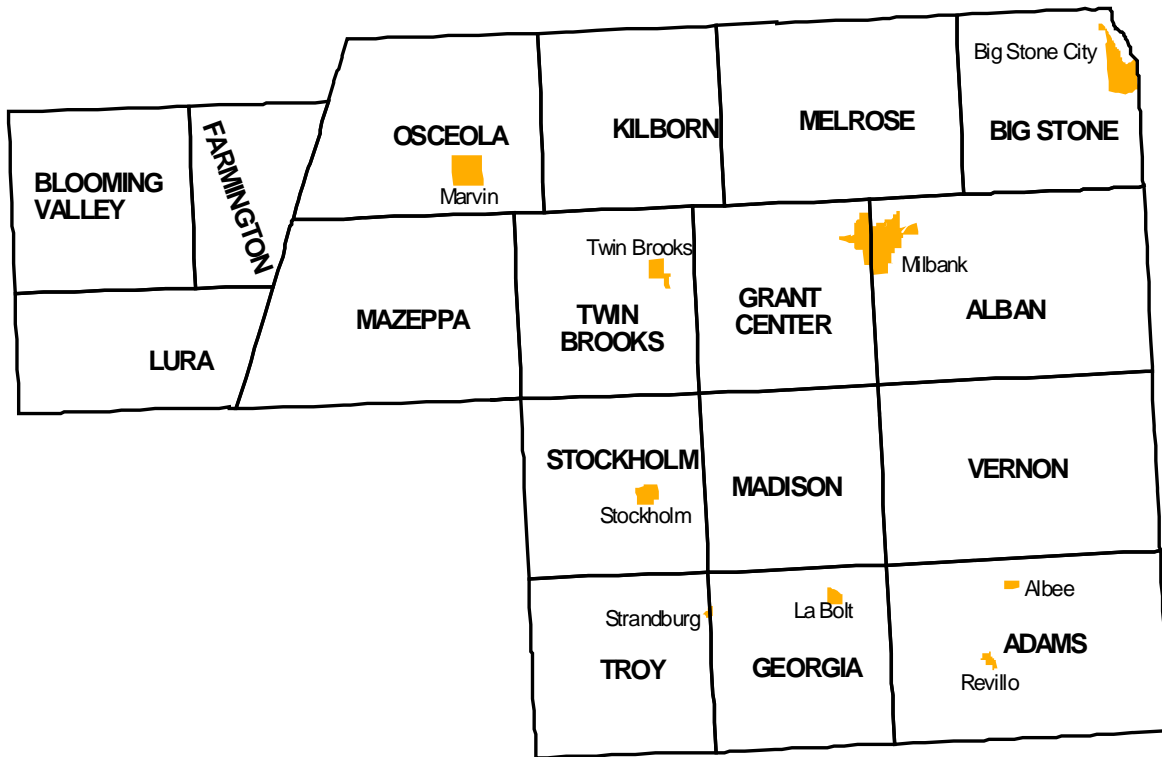 Big Stone City
OSCEOLA
KILBORN
MELROSE
BIG STONE
FARMINGTON
BLOOMING
VALLEY
Marvin
Twin Brooks
Milbank
MAZEPPA
TWIN
BROOKS
GRANT
CENTER
ALBAN
LURA
STOCKHOLM
MADISON
VERNON
Stockholm
Strandburg
La Bolt
Albee
TROY
GEORGIA
ADAMS
Revillo